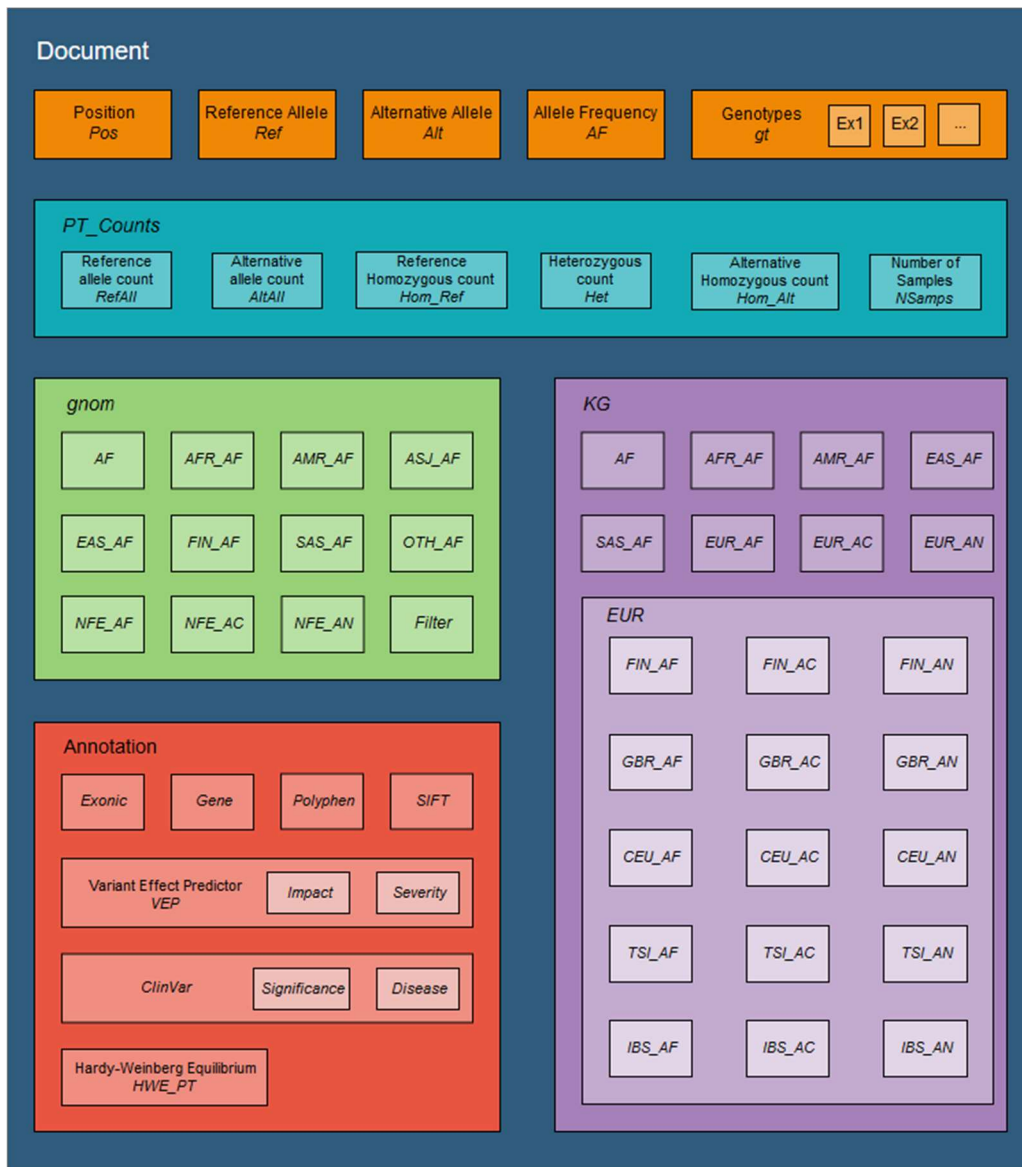 Document
Position
Pos
Reference Allele
Ref
Alternative Allele
Alt
Allele Frequency
AF
Genotypes
gt
Ex1
Ex2
...
PT_Counts
Reference
allele count
RefAll
Alternative
allele count
AltAll
Reference
Homozygous count
Hom_Ref
Heterozygous
count
Het
Alternative
Homozygous count
Hom_Alt
Number of
Samples
NSamps
gnom
AF
AFR_AF
AMR_AF
ASJ_AF
EAS_AF
FIN_AF
SAS_AF
OTH_AF
NFE_AF
NFE_AC
NFE_AN
Filter
KG
AF
AFR_AF
AMR_AF
EAS_AF
SAS_AF
EUR_AF
EUR_AC
EUR_AN
EUR
FIN_AF
FIN_AC
FIN_AN
GBR_AF
GBR_AC
GBR_AN
CEU_AF
CEU_AC
CEU_AN
TSI_AF
TSI_AC
TSI_AN
IBS_AF
IBS_AC
IBS_AN
Annotation
Exonic
Gene
Polyphen
SIFT
Variant Effect Predictor
VEP
Impact
Severity
ClinVar
Significance
Disease
Hardy-Weinberg Equilibrium
HWE_PT